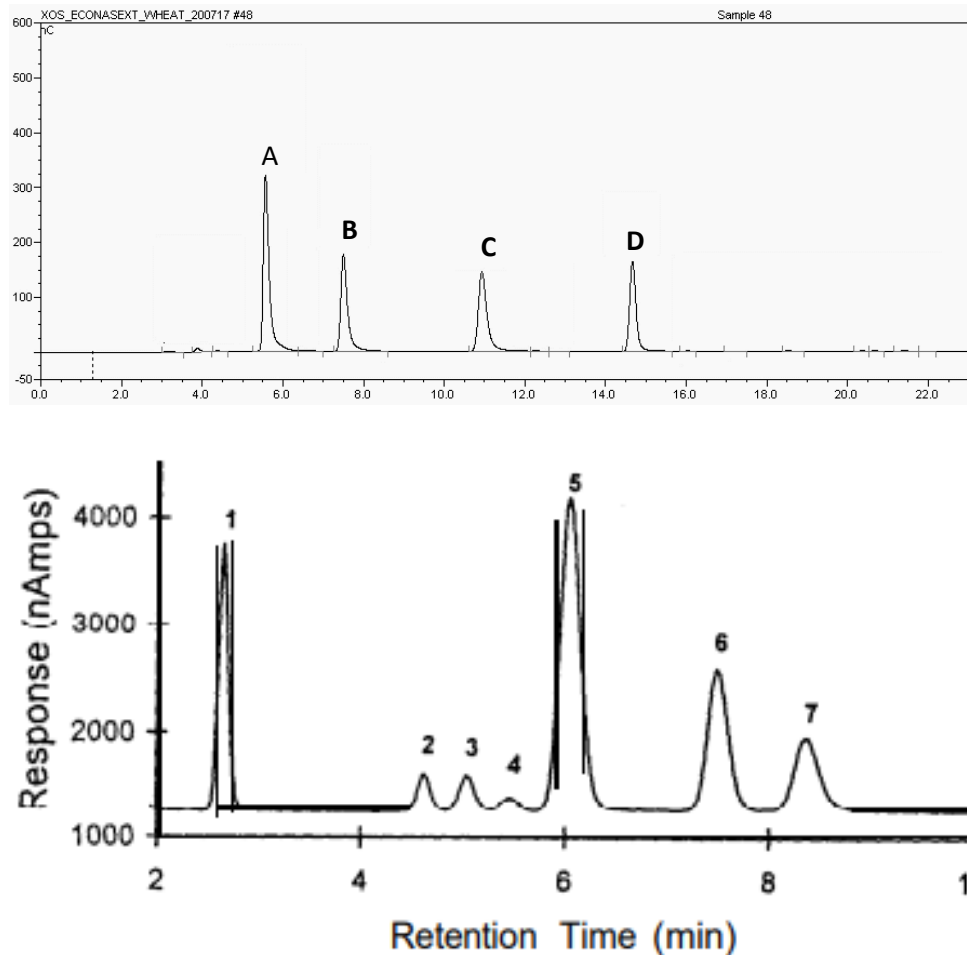 XOS_ECONASEXT_WHEAT_200717 #48 Sample 48
600
nC
500
400
300
200
100
-50
A
B
C
D
0.0 2.0 4.0 6.0 8.0 10.0 12.0 14.0 16.0 18.0 20.0 22.0
Response (nAmps)
4000
3000
2000
1000
1
2
3
4
5
6
7
2 4 6 8 1
Retention Time (min)